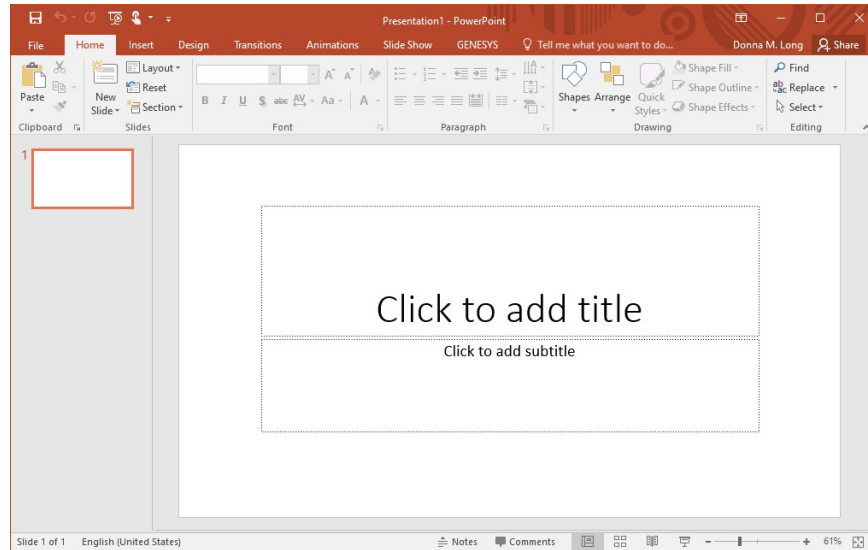 Presentation1 - PowerPoint
File Home Insert Design Transitions Animations Slide Show GENESYS Tell me what you want to do... Donna M. Long Share
Paste
New Slide
Layout
Reset
Section
B I U S abc AV Aa A
A A
Shapes Arrange Quick Styles
Shape Fill
Shape Outline
Shape Effects
Find
Replace
Select
Clipboard Slides Font Paragraph Drawing Editing
1
Click to add title
Click to add subtitle
Slide 1 of 1 English (United States) Notes Comments 61%